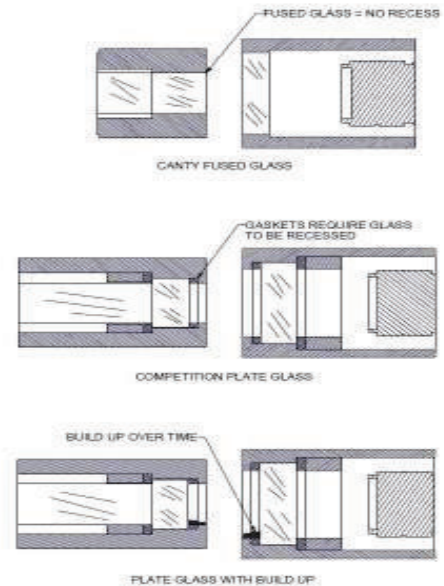 FUSED GLASS = NO RECESS
CANTY FUSED GLASS
GASKETS REQUIRE GLASS
TO BE RECESSED
COMPETITION PLATE GLASS
BUILD UP OVER TIME
PLATE GLASS WITH BUILD UP